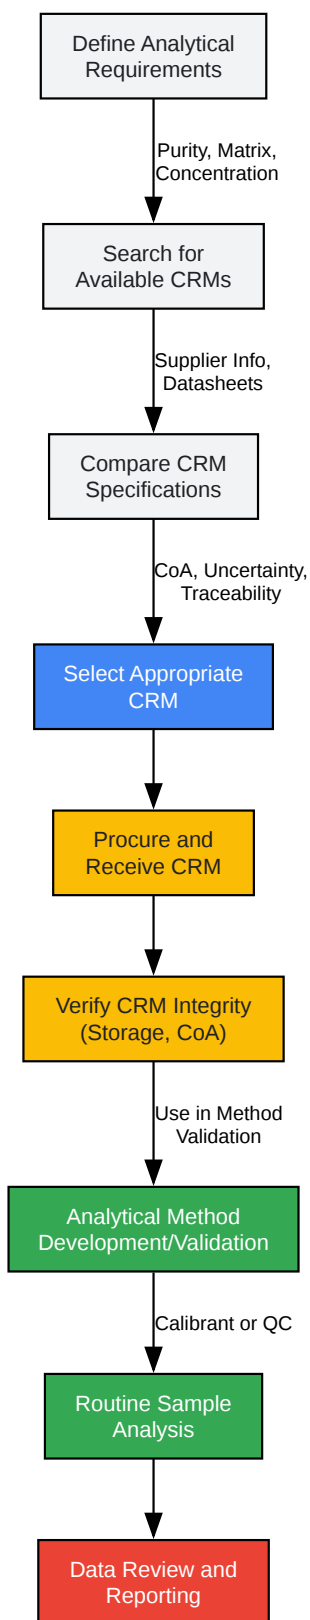 Define Analytical
Requirements
Purity, Matrix,
Concentration
Search for
Available CRMs
Supplier Info,
Datasheets
Compare CRM
Specifications
CoA, Uncertainty,
Traceability
Select Appropriate
CRM
Procure and
Receive CRM
Verify CRM Integrity
(Storage, CoA)
Use in Method
Validation
Analytical Method
Development/Validation
Calibrant or QC
Routine Sample
Analysis
Data Review and
Reporting